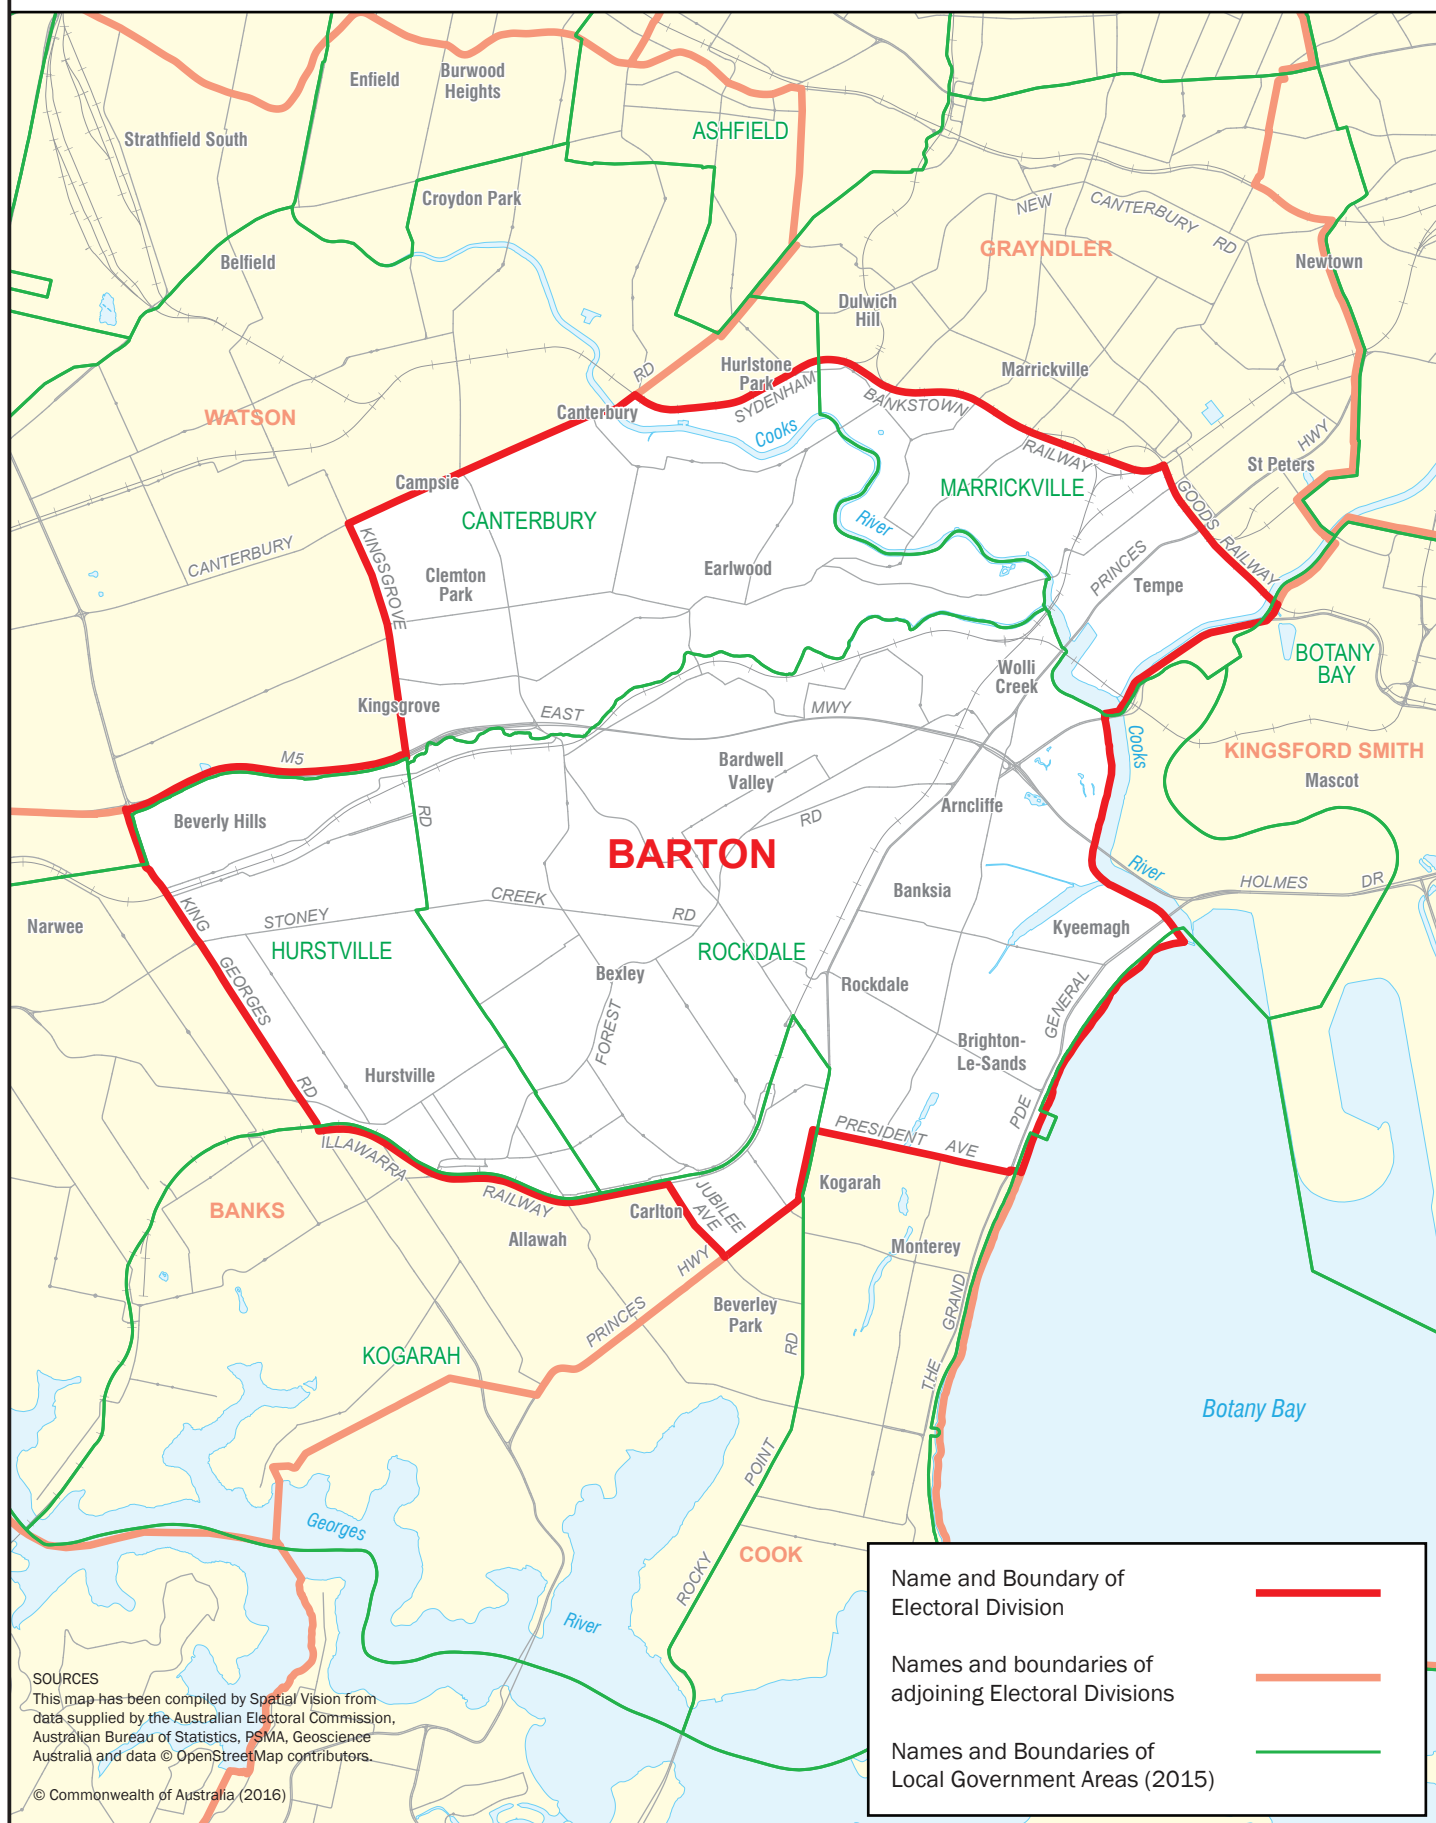 Enfield
Burwood
Heights
Strathfield South
ASHFIELD
Croydon Park
NEW
CANTERBURY
RD
GRAYNDLER
Belfield
Newtown
Dulwich
Hill
Hurlstone
Park
Marrickville
RD
SYDENHAM
BANKSTOWN
RAILWAY
WATSON
Canterbury
Cooks
HWY
St Peters
Campsie
MARRICKVILLE
GOODS
RAILWAY
CANTERBURY
River
CANTERBURY
KINGSGROVE
Clemton
Park
Earlwood
PRINCES
Tempe
BOTANY
BAY
Wolli
Creek
Kingsgrove
EAST
MWY
Cooks
M5
Bardwell
Valley
KINGSFORD SMITH
Mascot
Arncliffe
Beverly Hills
RD
RD
BARTON
River
HOLMES
DR
Banksia
KING
STONEY
CREEK
RD
Narwee
Kyeemagh
HURSTVILLE
ROCKDALE
GEORGES
Bexley
Rockdale
GENERAL
FOREST
Brighton-
Le-Sands
Hurstville
RD
PDE
PRESIDENT
AVE
ILLAWARRA
RAILWAY
Kogarah
JUBILEE
AVE
BANKS
Carlton
Allawah
Monterey
HWY
PRINCES
Beverley
Park
GRAND
RD
KOGARAH
THE
Botany Bay
POINT
Georges
COOK
ROCKY
River
Name and Boundary of
Electoral Division
Names and boundaries of
adjoining Electoral Divisions
Names and Boundaries of
Local Government Areas (2015)
SOURCES
This map has been compiled by Spatial Vision from
data supplied by the Australian Electoral Commission,
Australian Bureau of Statistics, PSMA, Geoscience
Australia and data © OpenStreetMap contributors.
© Commonwealth of Australia (2016)